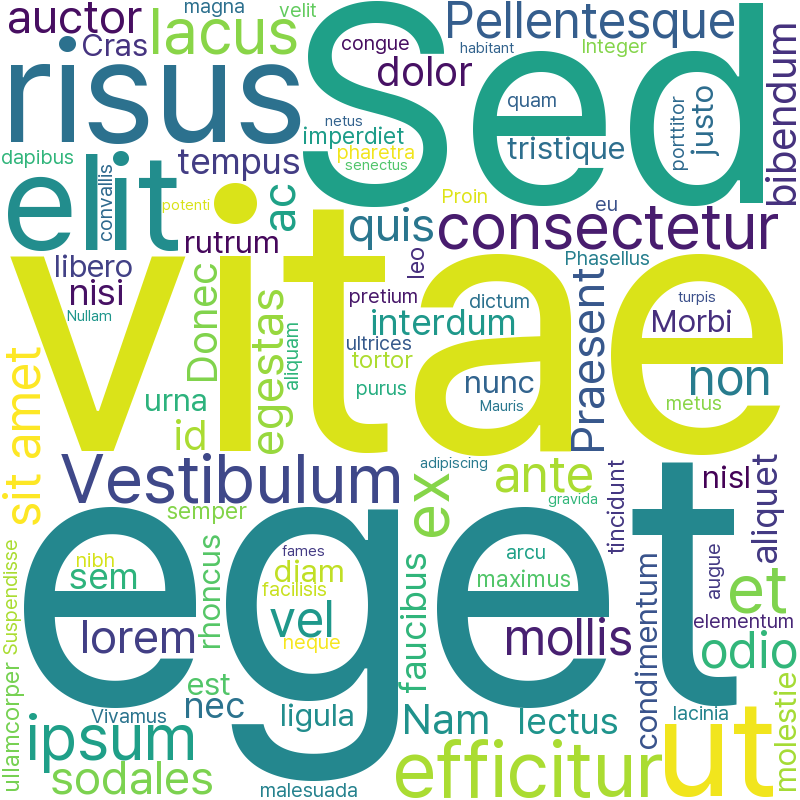 auctor
magna
velit
lacus
Cras
risus
Sed
congue
Pellentesque
habitant
Integer
dolor
quam
bibendum
netus
imperdiet
pharetra
senectus
tristique
porttitor
justo
dapibus
elit
convallis
tempus
potenti
ac
rutrum
quis
Proin
eu
consectetur
vitae
libero
nisi
Nullam
Donec
egestas
aliquam
leo
Phasellus
pretium
dictum
interdum
ultrices
tortor
purus
nunc
Mauris
Praesent
turpis
Morbi
non
metus
sit amet
urna
id
Vestibulum
adipiscing
ante
gravida
tincidunt
nisl
aliquet
semper
ex
eget
Suspendisse
nibh
sem
rhoncus
fames
diam
facilisis
vel
neque
lorem
faucibus
arcu
maximus
mollis
condimentum
augue
et
elementum
odio
ullamcorper
est
nec
Vivamus
ipsum
sodales
ligula
malesuada
Nam
lectus
efficitur
lacinia
ut
molestie